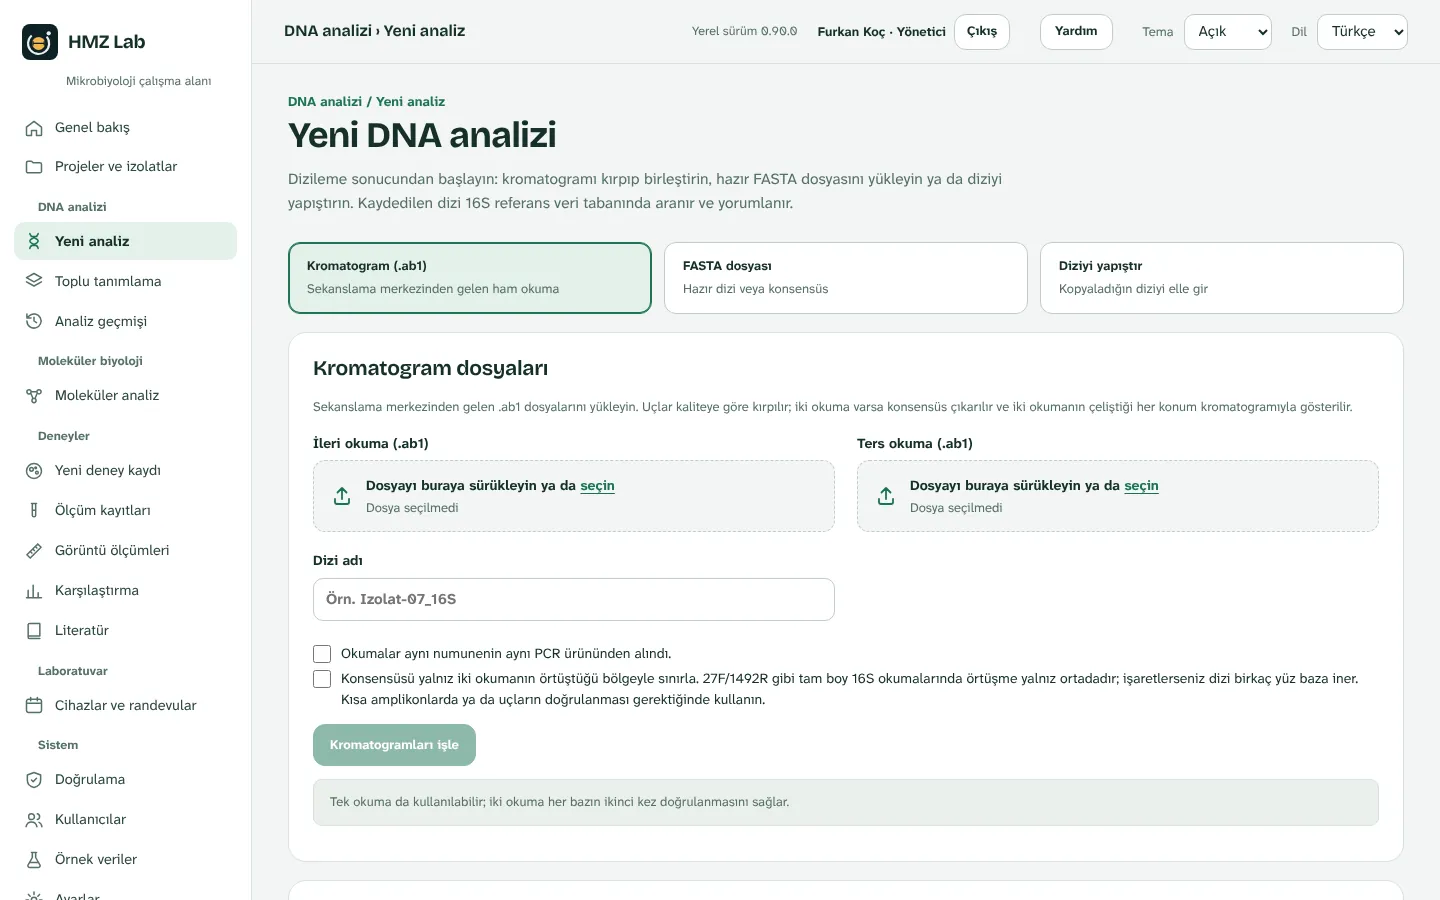 HMZ Lab
Mikrobiyoloji çalışma alanı
Genel bakış
Projeler ve izolatlar
DNA analizi
Yeni analiz
Toplu tanımlama
Analiz geçmişi
Moleküler biyoloji
Moleküler analiz
Deneyler
Yeni deney kaydı
Ölçüm kayıtları
Görüntü ölçümleri
Karşılaştırma
Literatür
Laboratuvar
Cihazlar ve randevular
Sistem
Doğrulama
Kullanıcılar
Örnek veriler
Ayarlar
DNA analizi › Yeni analiz
Yerel sürüm 0.90.0
Furkan Koç · Yönetici
Çıkış
Yardım
Tema
Açık
Dil
Türkçe
DNA analizi / Yeni analiz
Yeni DNA analizi
Dizileme sonucundan başlayın: kromatogramı kırpıp birleştirin, hazır FASTA dosyasını yükleyin ya da diziyi
yapıştırın. Kaydedilen dizi 16S referans veri tabanında aranır ve yorumlanır.
Kromatogram (.ab1)
Sekanslama merkezinden gelen ham okuma
FASTA dosyası
Hazır dizi veya konsensüs
Diziyi yapıştır
Kopyaladığın diziyi elle gir
Kromatogram dosyaları
Sekanslama merkezinden gelen .ab1 dosyalarını yükleyin. Uçlar kaliteye göre kırpılır; iki okuma varsa konsensüs çıkarılır ve iki okumanın çeliştiği her konum kromatogramıyla gösterilir.
İleri okuma (.ab1)
Dosyayı buraya sürükleyin ya da seçin
Dosya seçilmedi
Ters okuma (.ab1)
Dosyayı buraya sürükleyin ya da seçin
Dosya seçilmedi
Dizi adı
Örn. Izolat-07_16S
Okumalar aynı numunenin aynı PCR ürününden alındı.
Konsensüsü yalnız iki okumanın örtüştüğü bölgeyle sınırla. 27F/1492R gibi tam boy 16S okumalarında örtüşme yalnız ortadadır; işaretlerseniz dizi birkaç yüz baza iner.
Kısa amplikonlarda ya da uçların doğrulanması gerektiğinde kullanın.
Kromatogramları işle
Tek okuma da kullanılabilir; iki okuma her bazın ikinci kez doğrulanmasını sağlar.